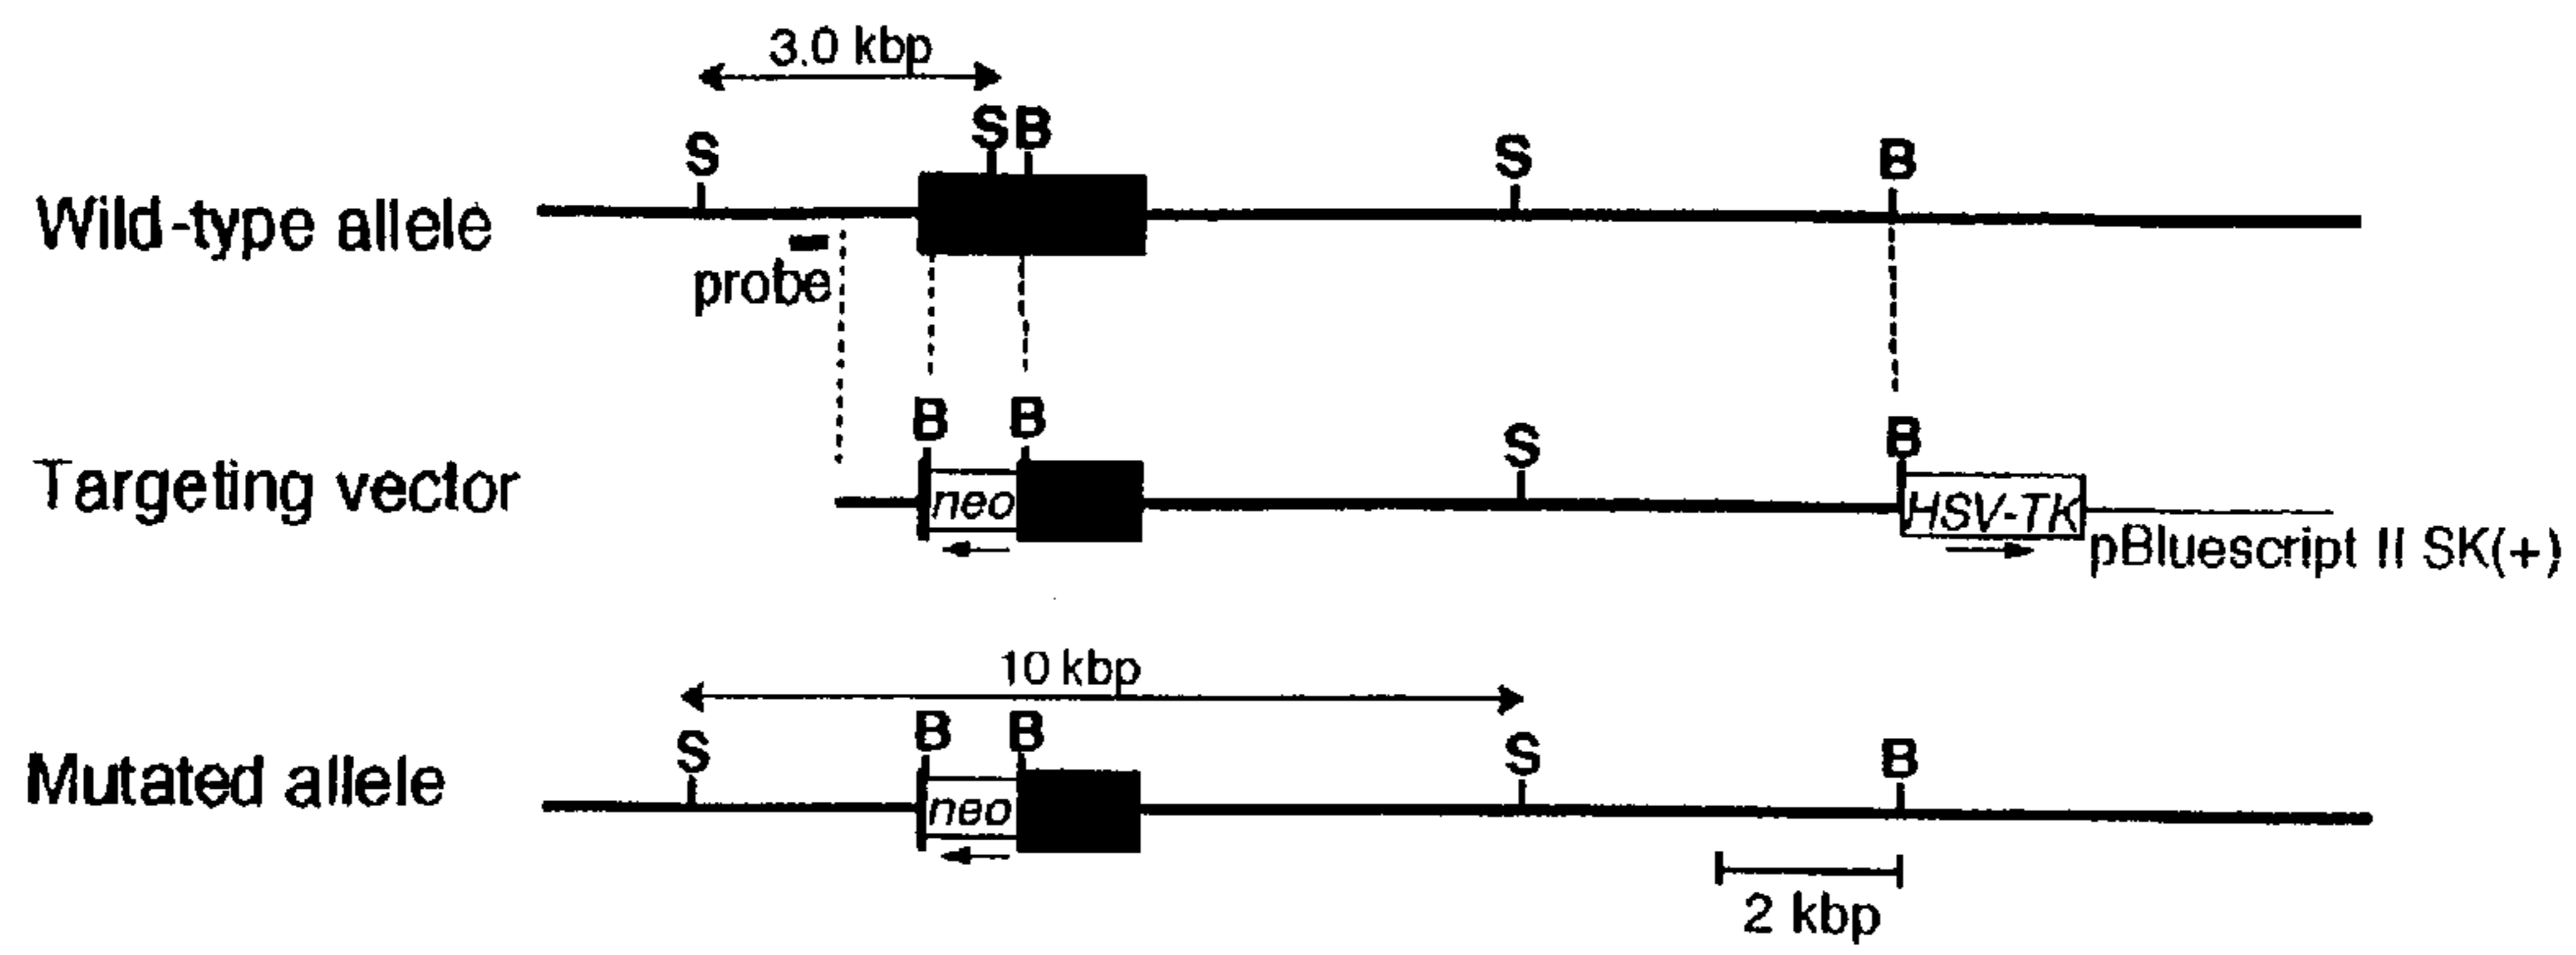 3.0 kbp
S S B S B
Wild-type allele
probe
B B S B
Targeting vector
neo
HSV-TK
pBluescript II SK(+)
10 kbp
S B B S B
Mutated allele
neo
2 kbp